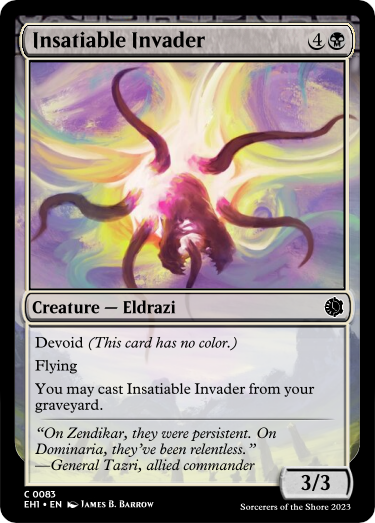 Insatiable Invader 4
Creature — Eldrazi
Devoid (This card has no color.)
Flying
You may cast Insatiable Invader from your
graveyard.
“On Zendikar, they were persistent. On
Dominaria, they’ve been relentless.”
—General Tazri, allied commander
3/3
C 0083
EH1 • EN James B. Barrow
Sorcerers of the Shore 2023